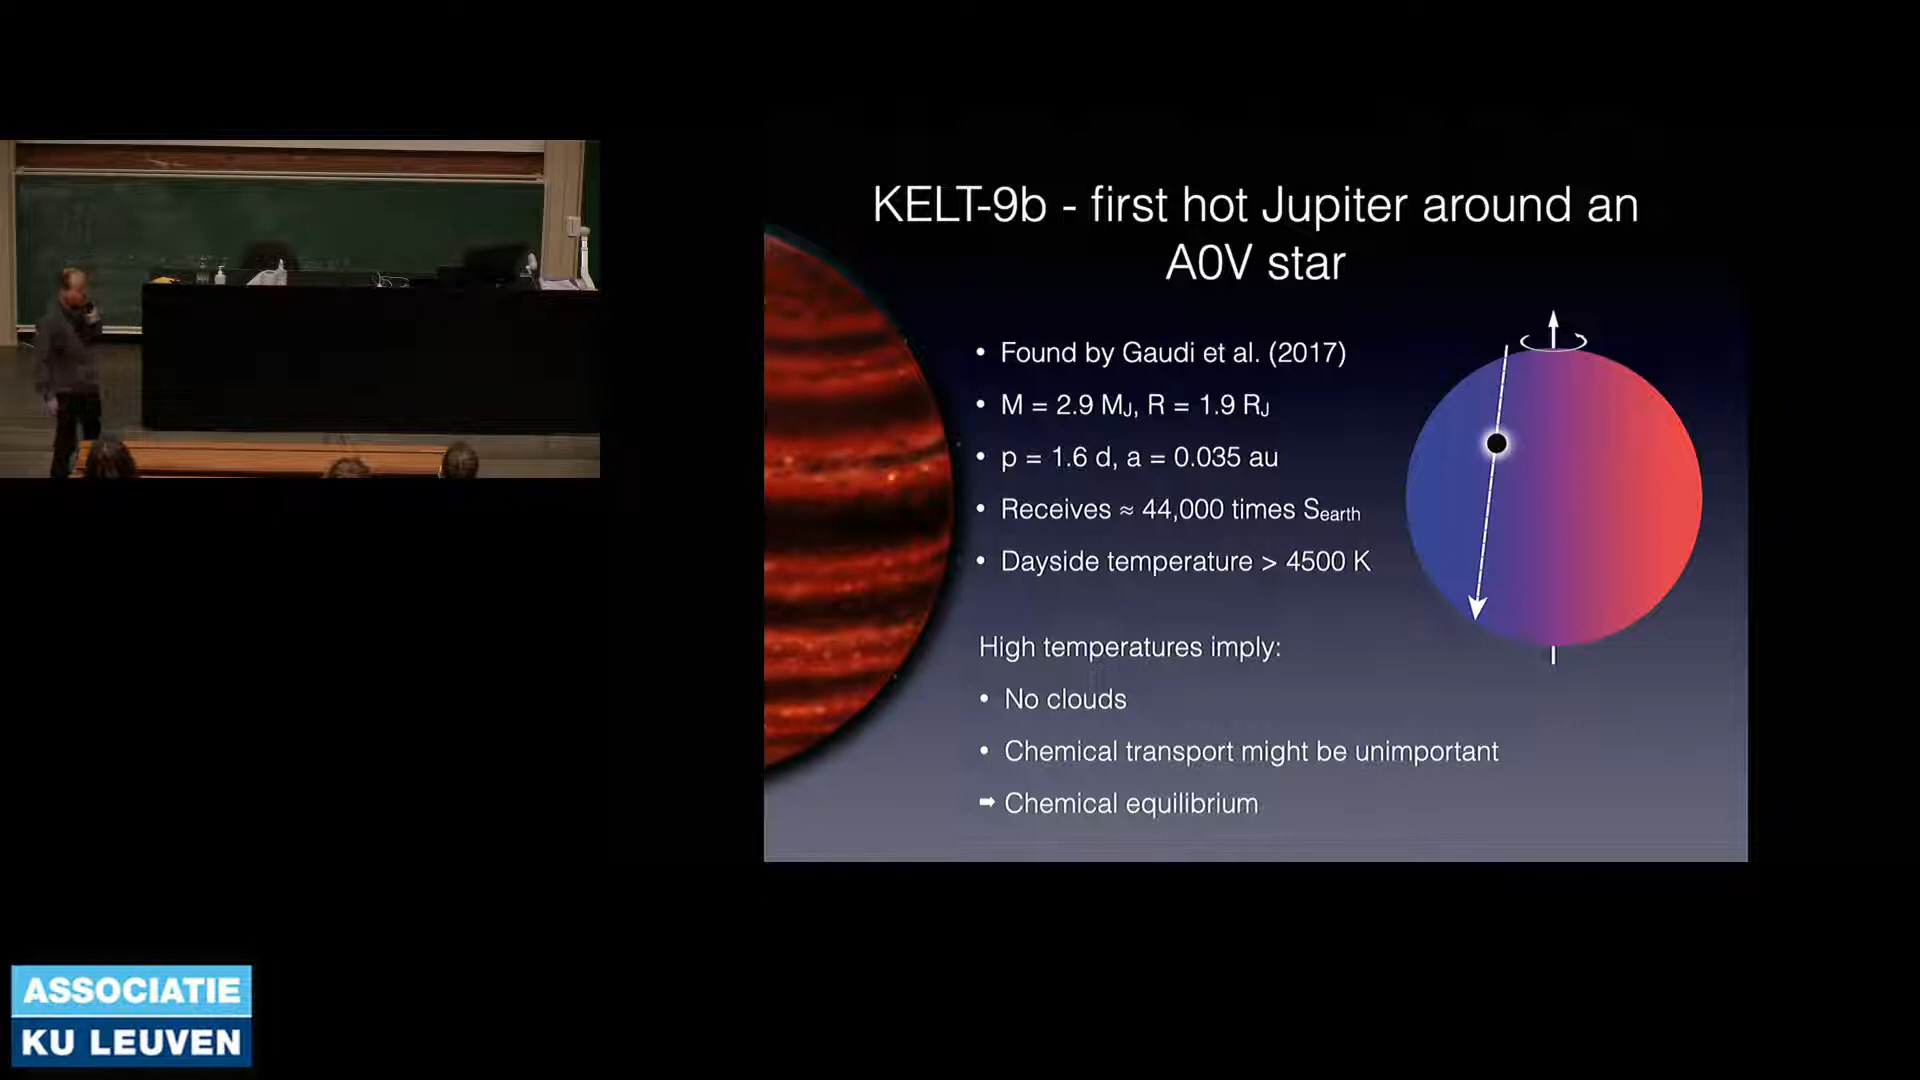 KELT-9b - first hot Jupiter around an
A0V star
• Found by Gaudi et al. (2017)
• M = 2.9 MJ, R = 1.9 RJ
• p = 1.6 d, a = 0.035 au
• Receives ≈ 44,000 times Searth
• Dayside temperature > 4500 K
High temperatures imply:
• No clouds
• Chemical transport might be unimportant
➡ Chemical equilibrium
ASSOCIATIE
KU LEUVEN